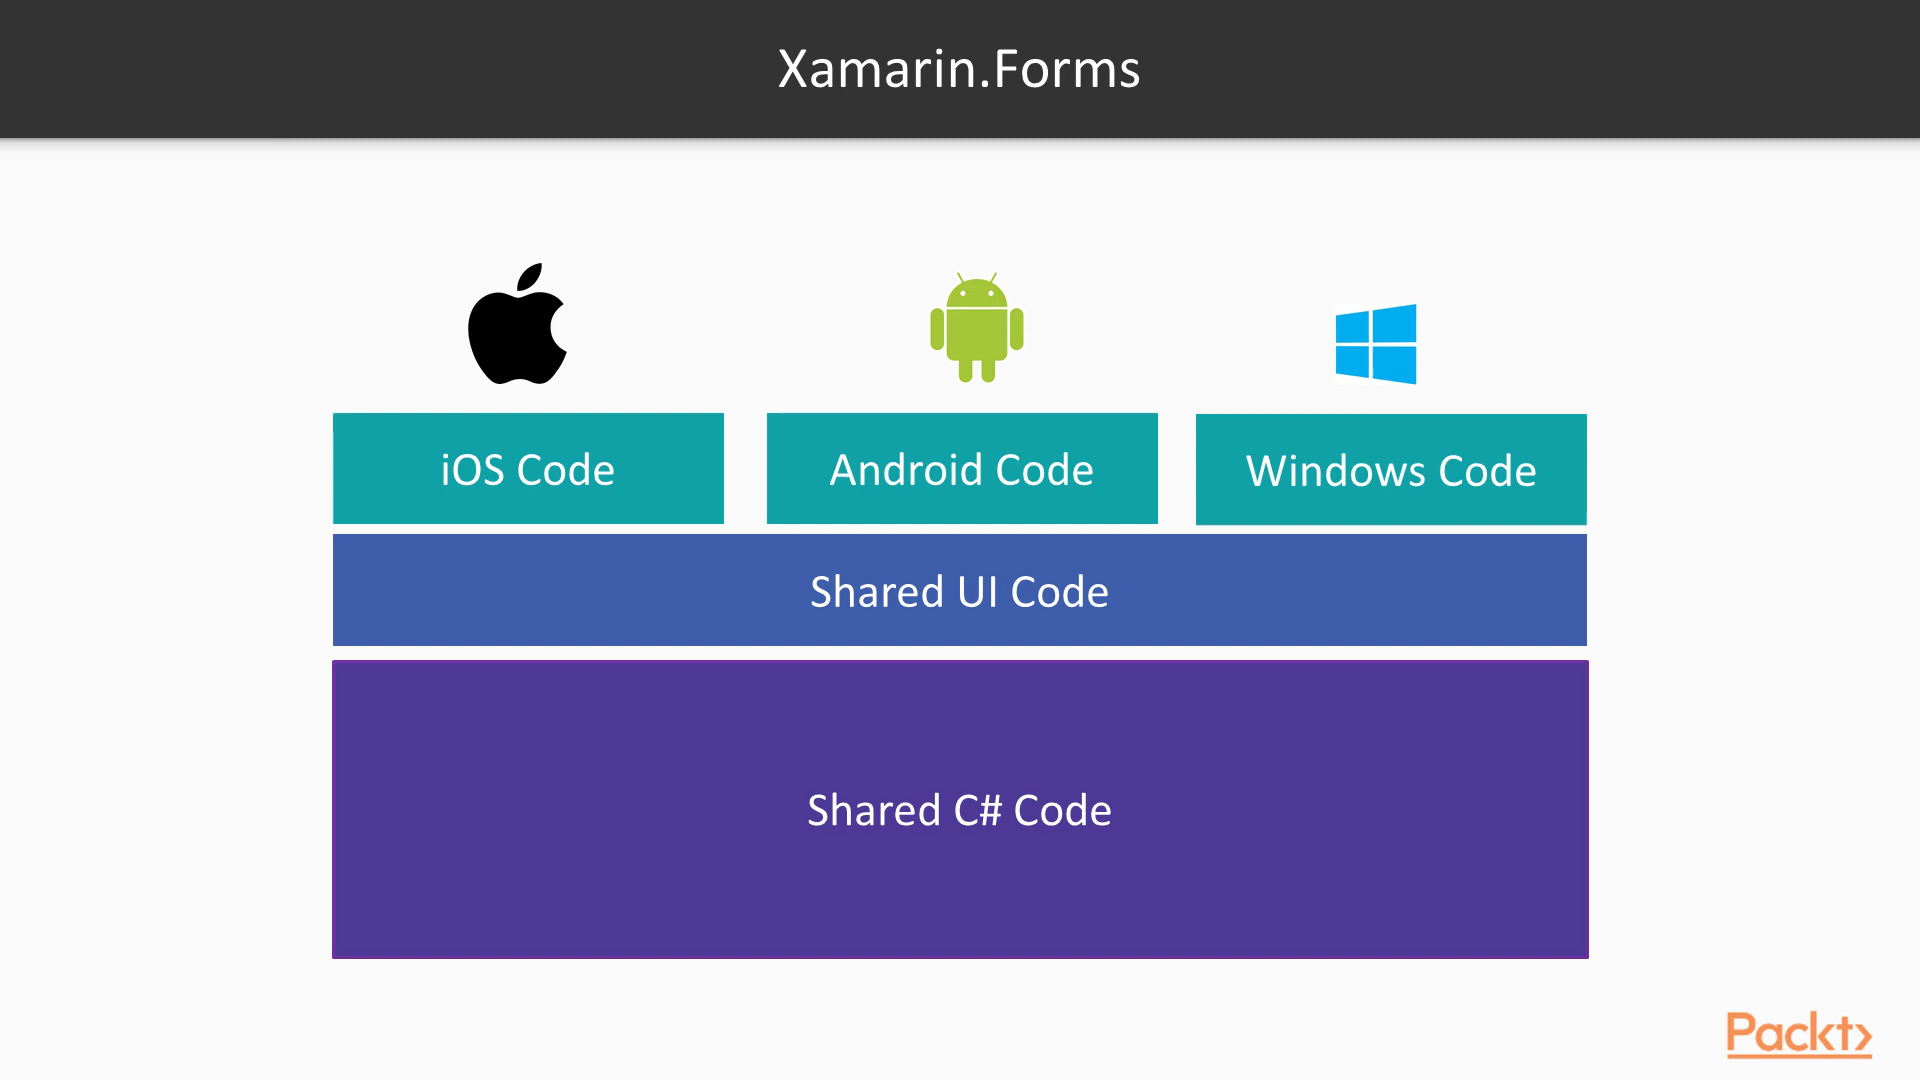 Xamarin.Forms
iOS Code
Android Code
Windows Code
Shared UI Code
Shared C# Code
Packt>